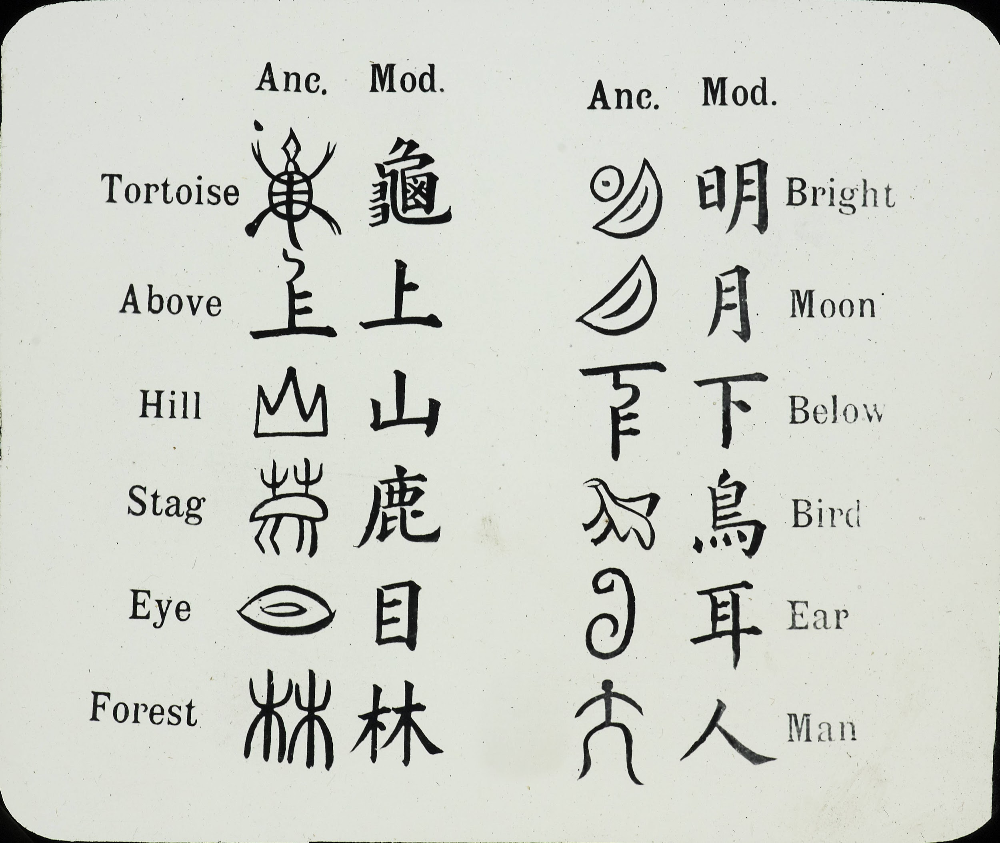 Anc. Mod. Anc. Mod.
Tortoise 龜 明 Bright
Above 上 月 Moon
Hill 山 下 Below
Stag 鹿 鳥 Bird
Eye 目 耳 Ear
Forest 林 人 Man